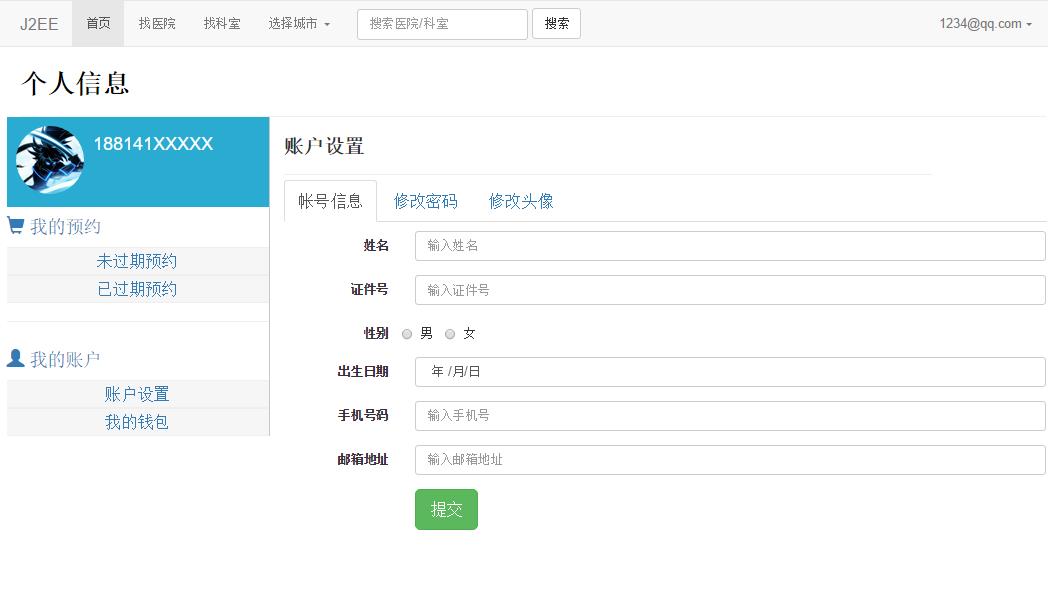 J2EE 首页 找医院 找科室 选择城市 搜索医院/科室 搜索 1234@qq.com
个人信息
188141XXXXX
我的预约
未过期预约
已过期预约
我的账户
账户设置
我的钱包
账户设置
帐号信息 修改密码 修改头像
姓名 输入姓名
证件号 输入证件号
性别 男 女
出生日期 年 /月/日
手机号码 输入手机号
邮箱地址 输入邮箱地址
提交